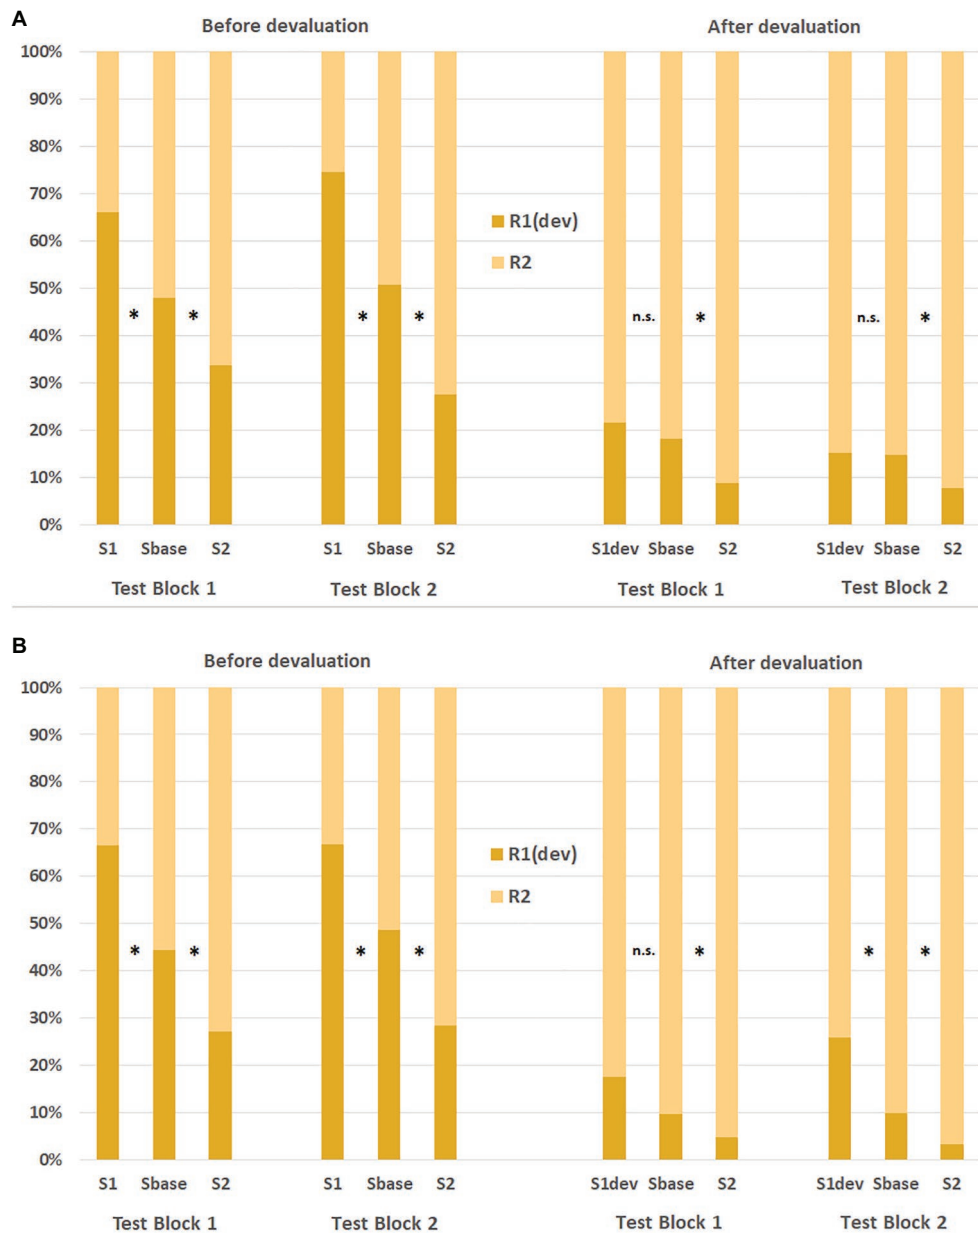 A
Before devaluation
After devaluation
100%
90%
80%
70%
60%
50%
40%
30%
20%
10%
0%
R1(dev)
R2
* * * * n.s. * n.s. *
S1 Sbase S2 S1 Sbase S2 S1dev Sbase S2 S1dev Sbase S2
Test Block 1 Test Block 2 Test Block 1 Test Block 2
B
Before devaluation
After devaluation
100%
90%
80%
70%
60%
50%
40%
30%
20%
10%
0%
R1(dev)
R2
* * * * n.s. * * *
S1 Sbase S2 S1 Sbase S2 S1dev Sbase S2 S1dev Sbase S2
Test Block 1 Test Block 2 Test Block 1 Test Block 2